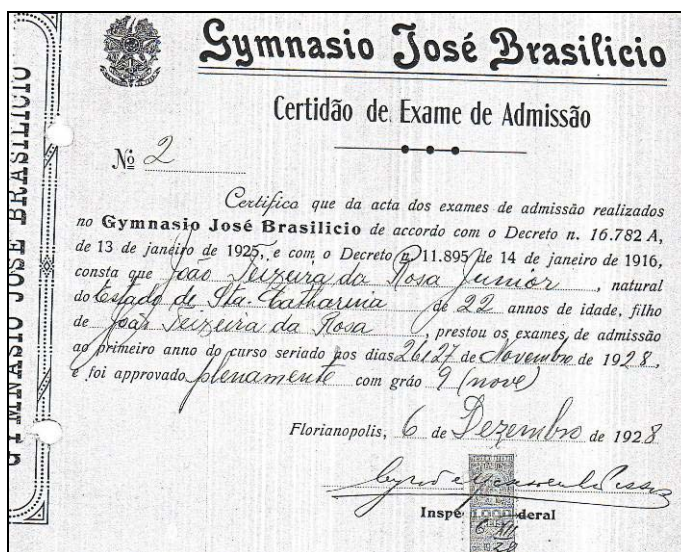 Gymnasio José Brasilicio
Certidão de Exame de Admissão
Nº 2
Certifica que da acta dos exames de admissão realizados
no Gymnasio José Brasilicio de accordo com o Decreto n. 16.782 A,
de 13 de janeiro de 1925, e com o Decreto n. 11.895 de 14 de janeiro de 1916,
consta que João Teixeira da Rosa Junior, natural
do Estado de Sta. Catharina de 22 annos de idade, filho
de João Teixeira da Rosa, prestou os exames de admissão
ao primeiro anno do curso seriado nos dias 26 27 de Novembro de 1928,
e foi approvado plenamente com gráo 9 (nove)
Florianopolis, 6 de Dezembro de 1928
Inspe deral
6 XII
28
GYMNASIO JOSÉ BRASILICIO